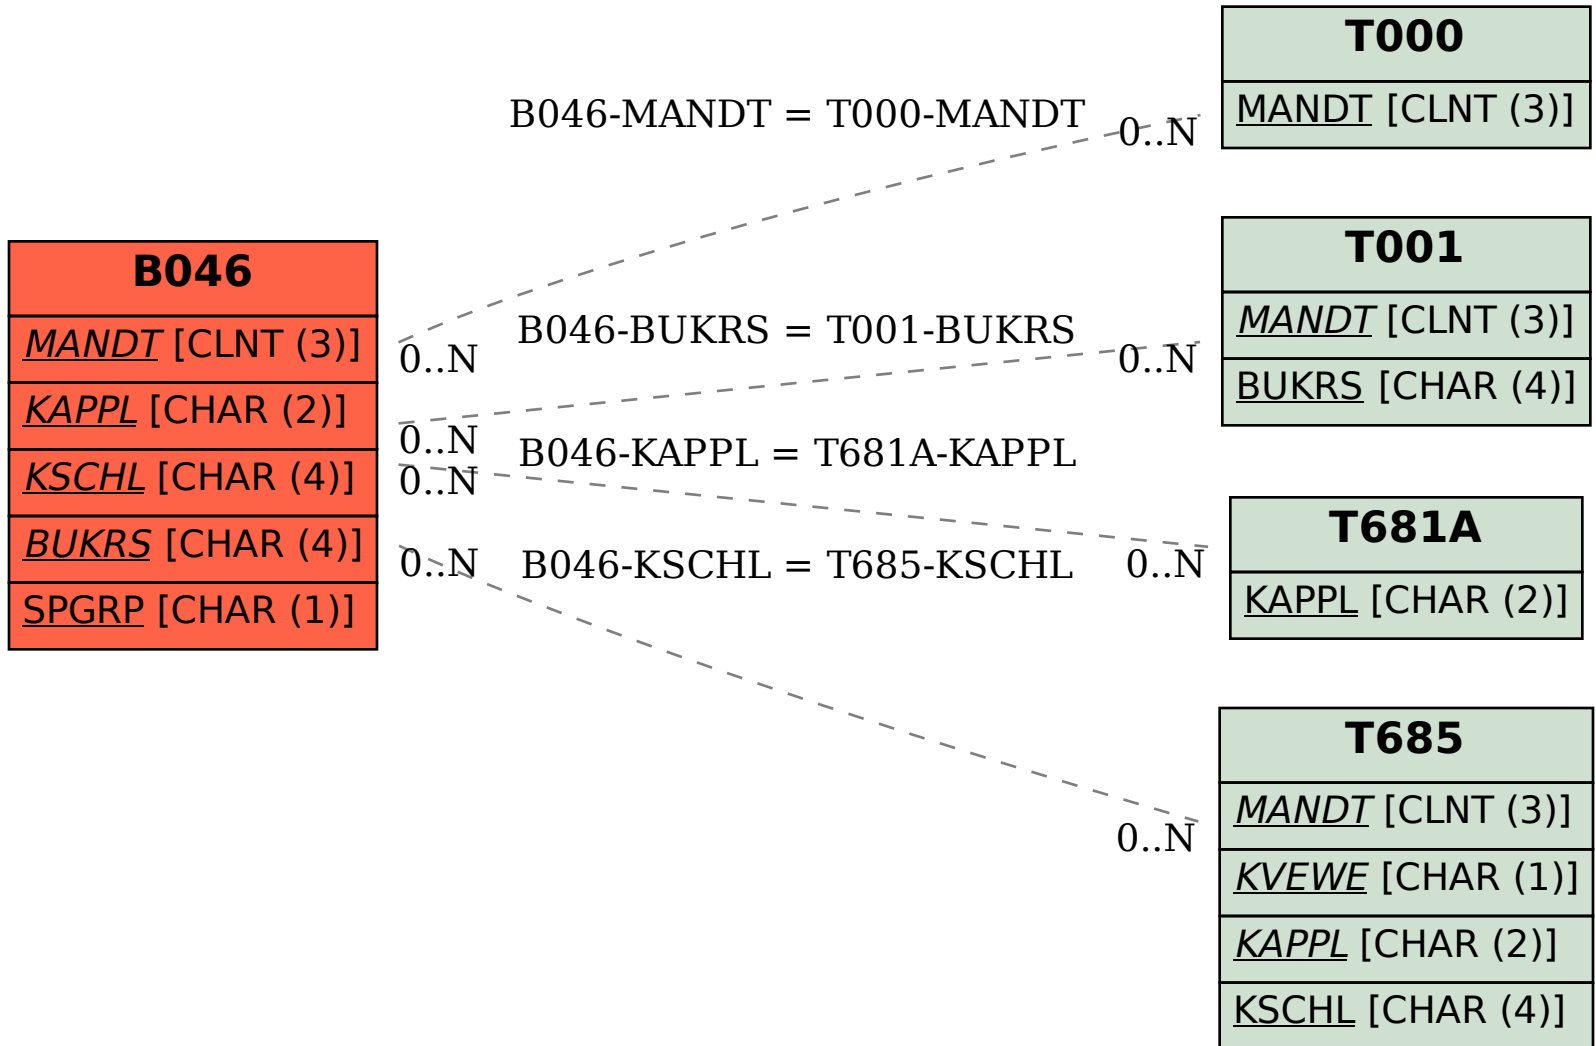 B046
MANDT [CLNT (3)]
KAPPL [CHAR (2)]
KSCHL [CHAR (4)]
BUKRS [CHAR (4)]
SPGRP [CHAR (1)]
B046-MANDT = T000-MANDT
0..N
0..N
B046-BUKRS = T001-BUKRS
0..N
0..N
B046-KAPPL = T681A-KAPPL
0..N
0..N
B046-KSCHL = T685-KSCHL
0..N
0..N
T000
MANDT [CLNT (3)]
T001
MANDT [CLNT (3)]
BUKRS [CHAR (4)]
T681A
KAPPL [CHAR (2)]
T685
MANDT [CLNT (3)]
KVEWE [CHAR (1)]
KAPPL [CHAR (2)]
KSCHL [CHAR (4)]